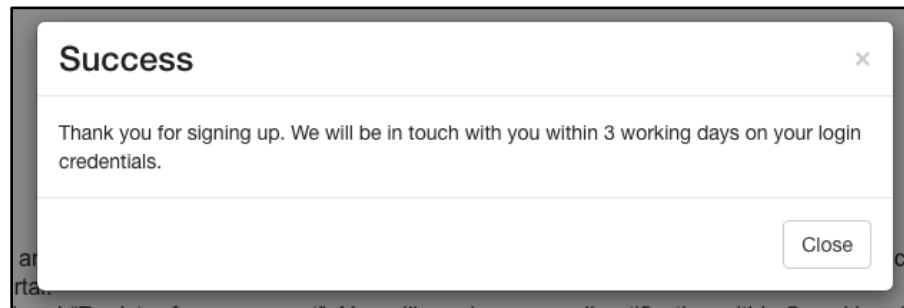 Success
×
Thank you for signing up. We will be in touch with you within 3 working days on your login
credentials.
Close